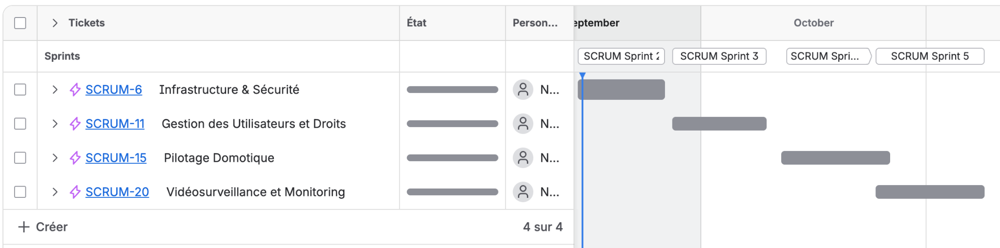 Tickets État Person... eptember October
Sprints SCRUM Sprint 2 SCRUM Sprint 3 SCRUM Spri... SCRUM Sprint 5
SCRUM-6 Infrastructure & Sécurité N...
SCRUM-11 Gestion des Utilisateurs et Droits N...
SCRUM-15 Pilotage Domotique N...
SCRUM-20 Vidéosurveillance et Monitoring N...
+ Créer 4 sur 4